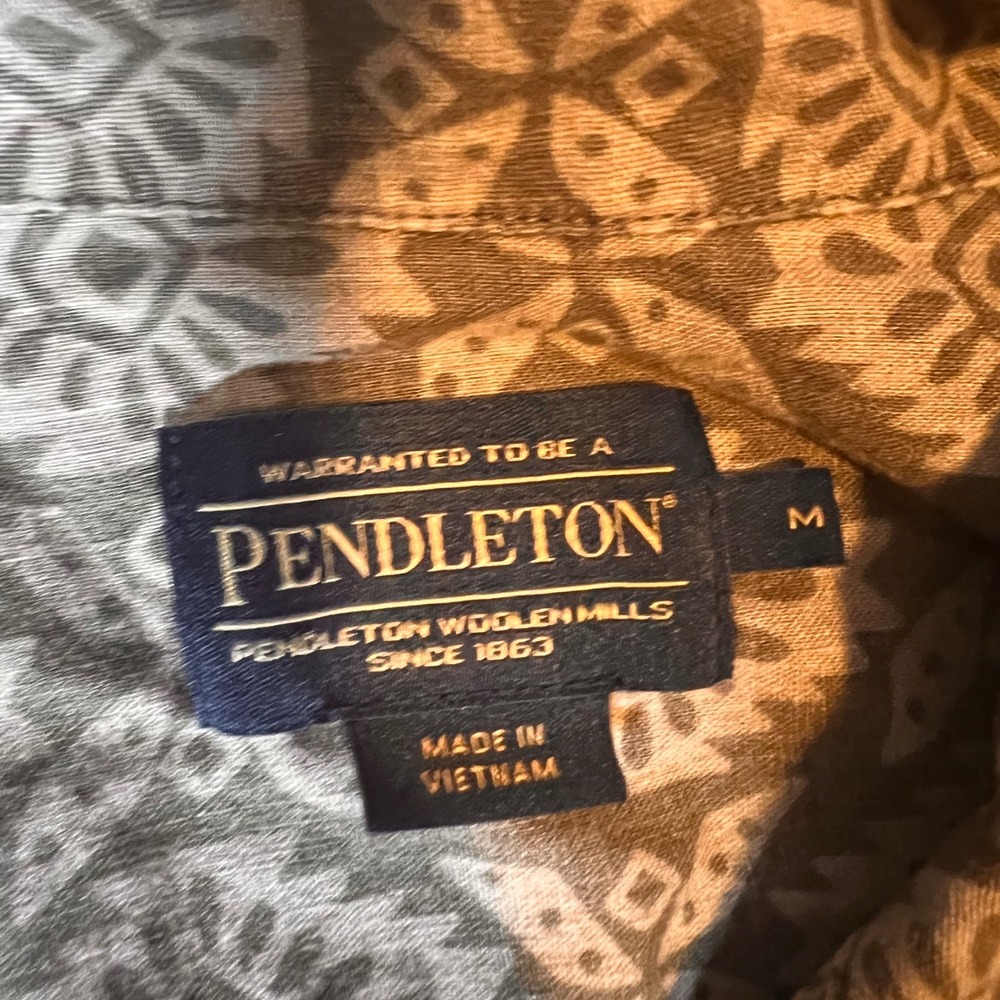 WARRANTED TO BE A
PENDLETON®
PENDLETON WOOLEN MILLS
SINCE 1863
M
MADE IN
VIETNAM